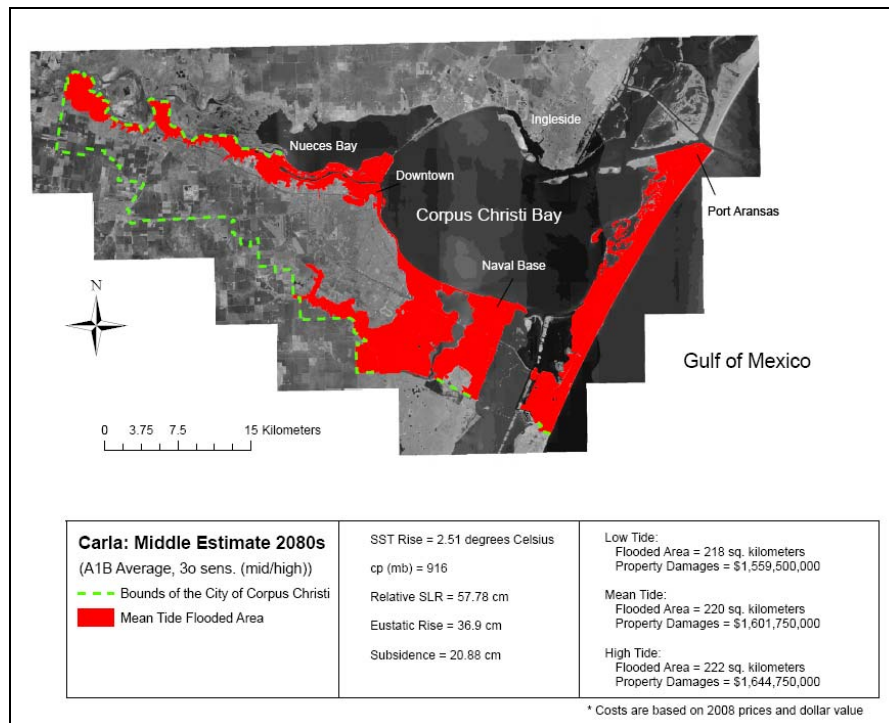 Ingleside
Nueces Bay
Downtown
Port Aransas
Corpus Christi Bay
Naval Base
N
Gulf of Mexico
0 3.75 7.5 15 Kilometers
Carla: Middle Estimate 2080s
(A1B Average, 3o sens. (mid/high))
Bounds of the City of Corpus Christi
Mean Tide Flooded Area
SST Rise = 2.51 degrees Celsius
cp (mb) = 916
Relative SLR = 57.78 cm
Eustatic Rise = 36.9 cm
Subsidence = 20.88 cm
Low Tide:
Flooded Area = 218 sq. kilometers
Property Damages = $1,559,500,000
Mean Tide:
Flooded Area = 220 sq. kilometers
Property Damages = $1,601,750,000
High Tide:
Flooded Area = 222 sq. kilometers
Property Damages = $1,644,750,000
* Costs are based on 2008 prices and dollar value